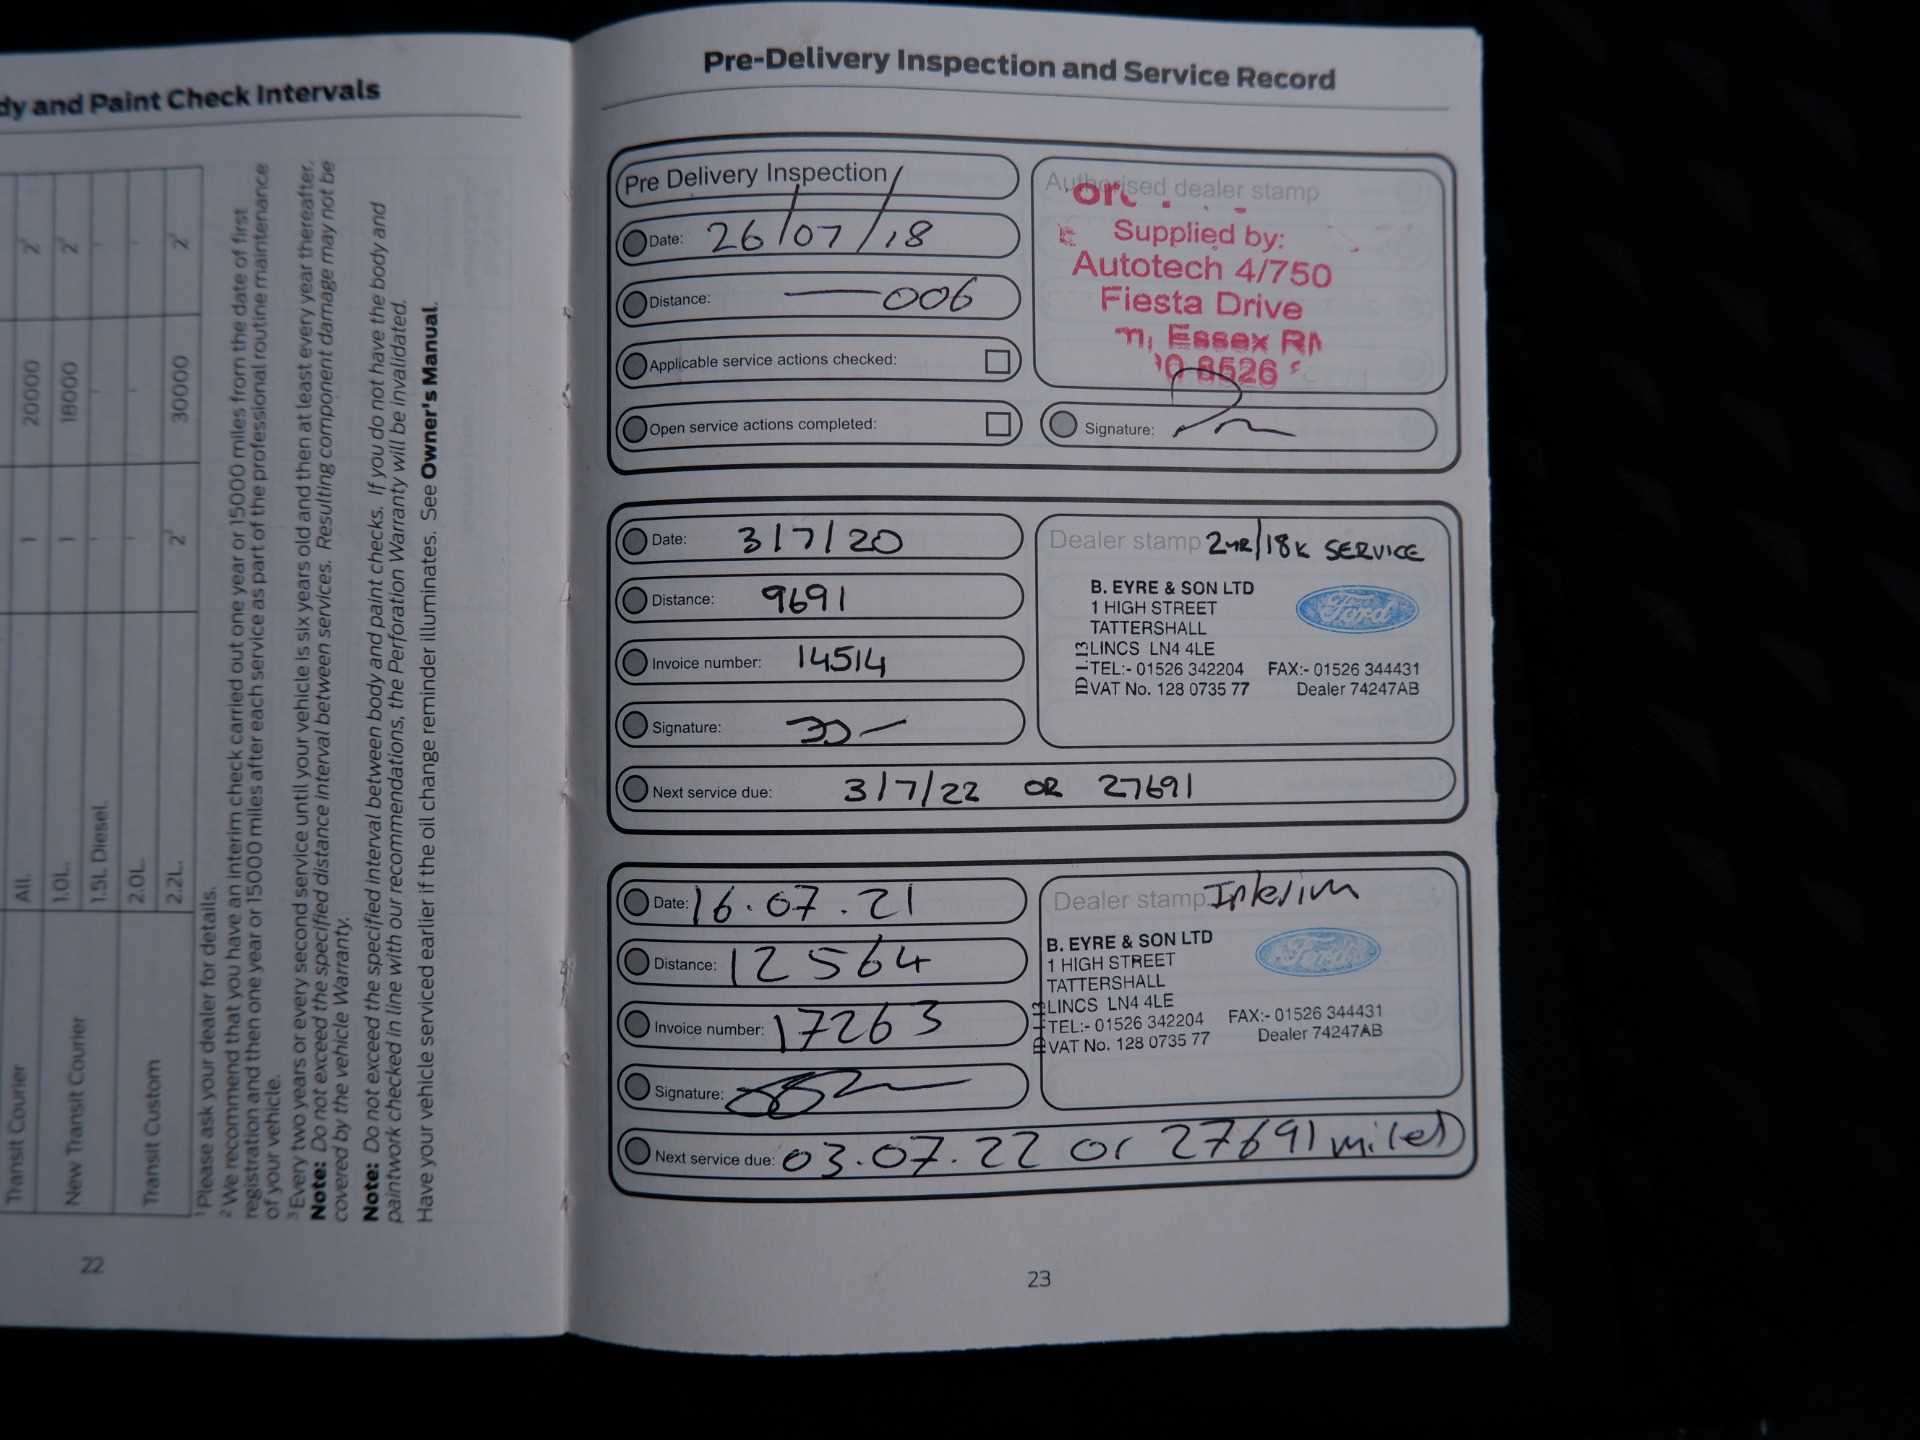 dy and Paint Check Intervals
Transit Courier All. 1 20000 2
New Transit Courier 1.0L. 1 18000 2
1.5L Diesel.
Transit Custom 2.0L.
2.2L. 2 30000 2
1 Please ask your dealer for details.
2 We recommend that you have an interim check carried out one year or 15000 miles from the date of first
registration and then one year or 15000 miles after each service as part of the professional routine maintenance
of your vehicle.
3 Every two years or every second service until your vehicle is six years old and then at least every year thereafter.
Note: Do not exceed the specified distance interval between services. Resulting component damage may not be
covered by the vehicle Warranty.
Note: Do not exceed the specified interval between body and paint checks. If you do not have the body and
paintwork checked in line with our recommendations, the Perforation Warranty will be invalidated.
Have your vehicle serviced earlier if the oil change reminder illuminates. See Owner's Manual.
22
Pre-Delivery Inspection and Service Record
Pre Delivery Inspection
Date: 26/07/18
Distance: — 006
Applicable service actions checked:
Open service actions completed:
Authorised dealer stamp
Supplied by:
Autotech 4/750
Fiesta Drive
Essex
8526
Signature:
Date: 3/7/20
Distance: 9691
Invoice number: 14514
Signature:
Next service due: 3/7/22 OR 27691
Dealer stamp 2YR/18K SERVICE
B. EYRE & SON LTD
1 HIGH STREET
TATTERSHALL
LINCS LN4 4LE
TEL:- 01526 342204 FAX:- 01526 344431
VAT No. 128 0735 77 Dealer 74247AB
Ford
Date: 16.07.21
Distance: 12564
Invoice number: 17263
Signature:
Next service due: 03.07.22 or 27691 miles
Dealer stamp Interim
B. EYRE & SON LTD
1 HIGH STREET
TATTERSHALL
LINCS LN4 4LE
TEL:- 01526 342204 FAX:- 01526 344431
VAT No. 128 0735 77 Dealer 74247AB
Ford
23